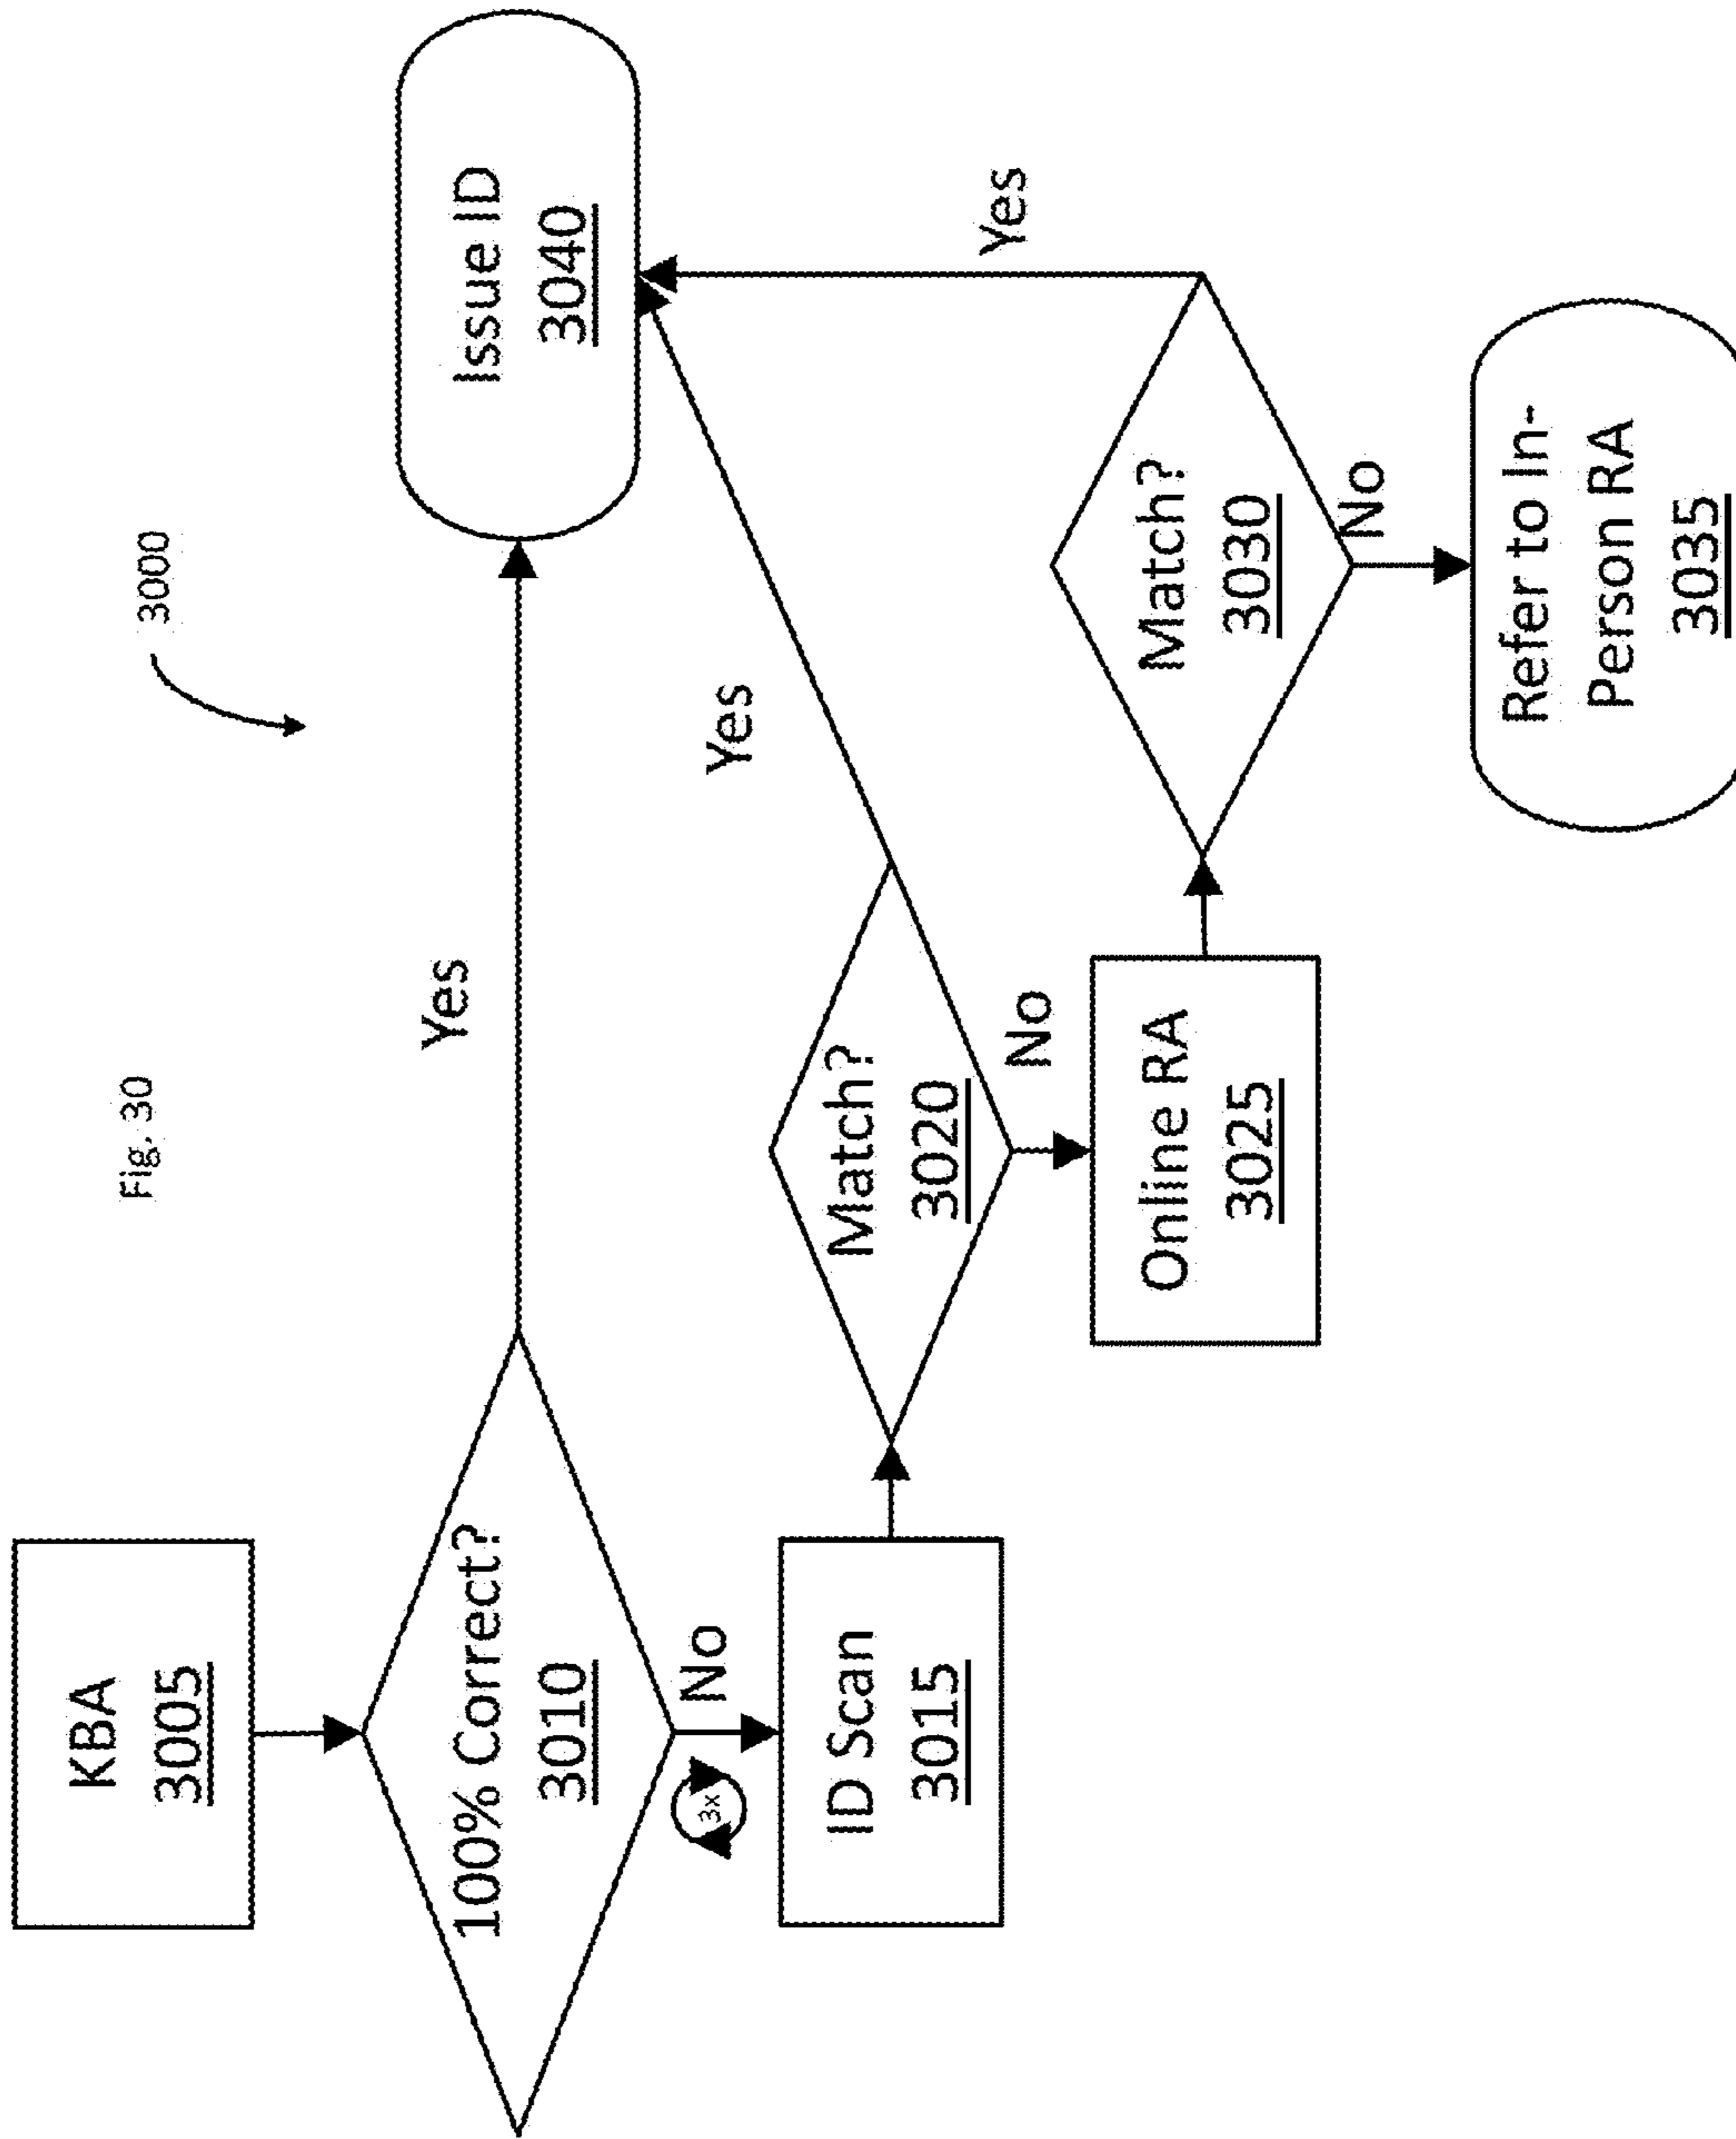 Fig. 30
3000
KBA
3005
100% Correct?
3010
Yes
Issue ID
3040
No
3x
ID Scan
3015
Match?
3020
Yes
No
Online RA
3025
Match?
3030
Yes
No
Refer to In-
Person RA
3035